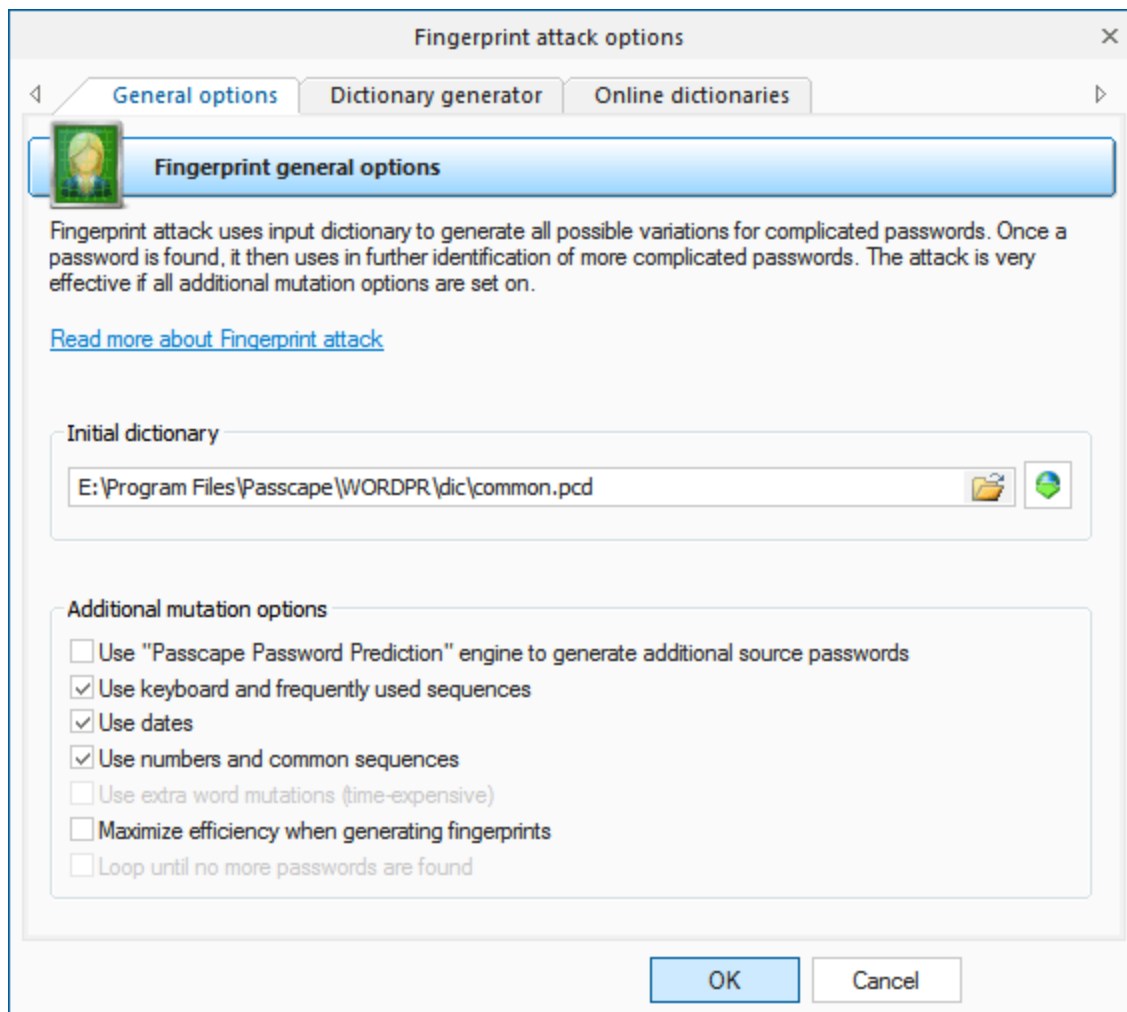 Fingerprint attack options
General options
Dictionary generator
Online dictionaries
Fingerprint general options
Fingerprint attack uses input dictionary to generate all possible variations for complicated passwords. Once a
password is found, it then uses in further identification of more complicated passwords. The attack is very
effective if all additional mutation options are set on.
Read more about Fingerprint attack
Initial dictionary
E:\Program Files\Passcape\WORDPR\dic\common.pcd
Additional mutation options
Use "Passcape Password Prediction" engine to generate additional source passwords
Use keyboard and frequently used sequences
Use dates
Use numbers and common sequences
Use extra word mutations (time-expensive)
Maximize efficiency when generating fingerprints
Loop until no more passwords are found
OK
Cancel